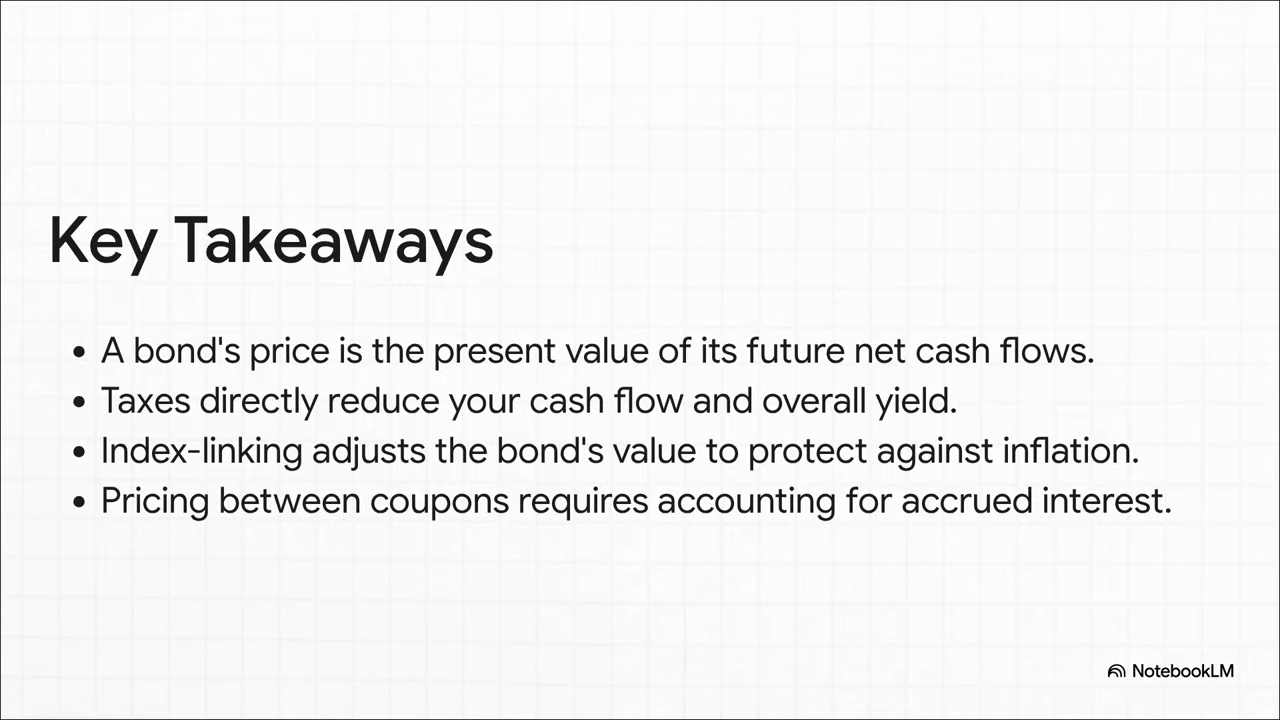 Key Takeaways
• A bond's price is the present value of its future net cash flows.
• Taxes directly reduce your cash flow and overall yield.
• Index-linking adjusts the bond's value to protect against inflation.
• Pricing between coupons requires accounting for accrued interest.
NotebookLM